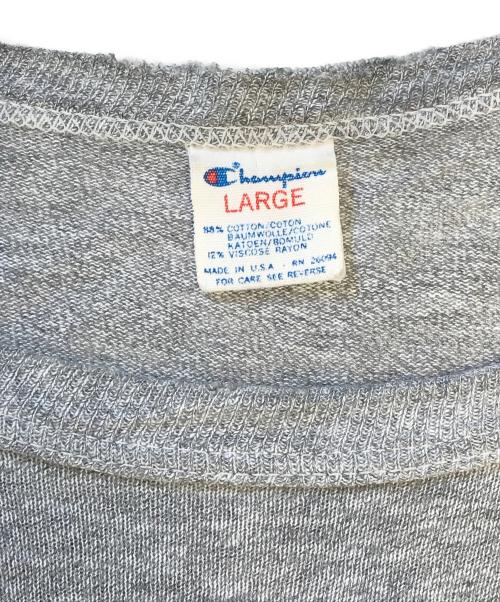 Champion
LARGE
88% COTTON/COTON
BAUMWOLLE/COTONE
KATOEN/BOMULD
12% VISCOSE RAYON
MADE IN U.S.A. - RN 26094
FOR CARE SEE REVERSE